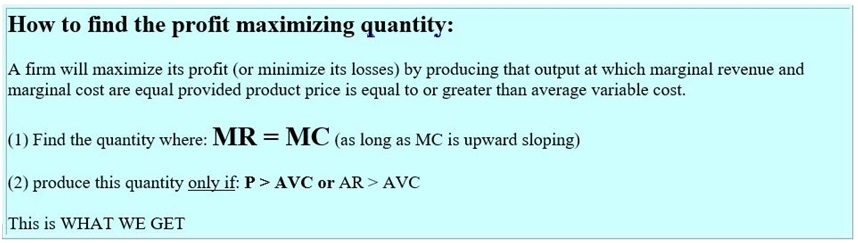 How to find the profit maximizing quantity:
A firm will maximize its profit (or minimize its losses) by producing that output at which marginal revenue and
marginal cost are equal provided product price is equal to or greater than average variable cost.
(1) Find the quantity where: MR = MC (as long as MC is upward sloping)
(2) produce this quantity only if: P > AVC or AR > AVC
This is WHAT WE GET